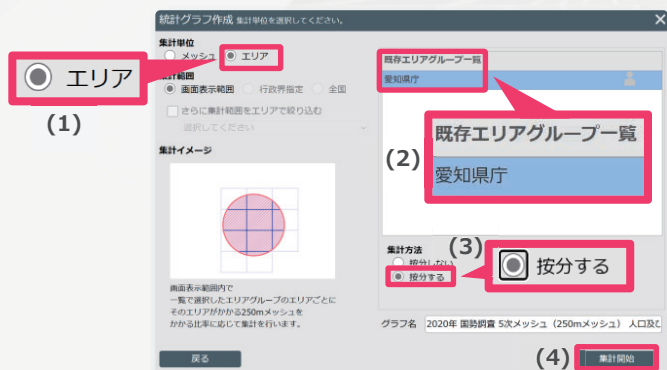 統計グラフ作成 集計単位を選択してください。
集計単位
メッシュ エリア
エリア
(1)
集計範囲
画面表示範囲 行政界指定 全国
さらに集計範囲をエリアで絞り込む
選択してください
集計イメージ
画面表示範囲内で
一覧で選択したエリアグループのエリアごとに
そのエリアがかかる250mメッシュを
かかる比率に応じて集計を行います。
戻る
既存エリアグループ一覧
愛知県庁
(2)
既存エリアグループ一覧
愛知県庁
集計方法
(3)
按分しない
按分する
按分する
グラフ名 2020年 国勢調査 5次メッシュ（250mメッシュ） 人口及び
(4)
集計開始